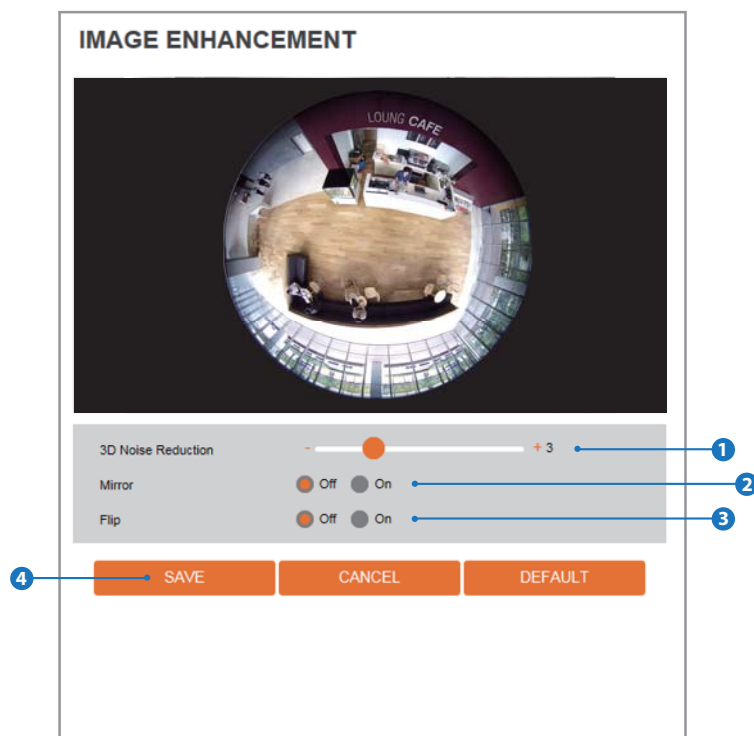 IMAGE ENHANCEMENT
LOUNG CAFE
3D Noise Reduction - + 3 1
Mirror Off On 2
Flip Off On 3
4 SAVE CANCEL DEFAULT